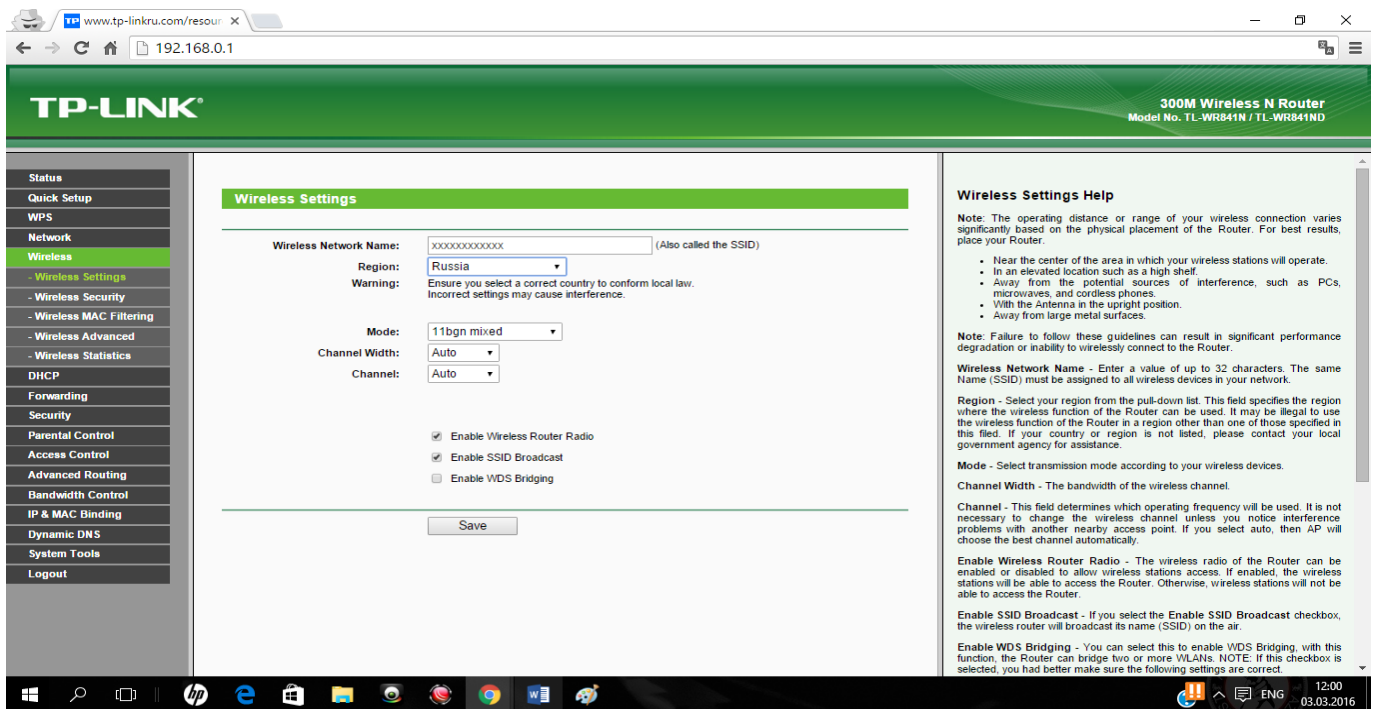 www.tp-linkru.com/resour
192.168.0.1
TP-LINK®
300M Wireless N Router
Model No. TL-WR841N / TL-WR841ND
Status
Quick Setup
WPS
Network
Wireless
- Wireless Settings
- Wireless Security
- Wireless MAC Filtering
- Wireless Advanced
- Wireless Statistics
DHCP
Forwarding
Security
Parental Control
Access Control
Advanced Routing
Bandwidth Control
IP & MAC Binding
Dynamic DNS
System Tools
Logout
Wireless Settings
Wireless Network Name: xxxxxxxxxxxx (Also called the SSID)
Region: Russia
Warning: Ensure you select a correct country to conform local law.
Incorrect settings may cause interference.
Mode: 11bgn mixed
Channel Width: Auto
Channel: Auto
Enable Wireless Router Radio
Enable SSID Broadcast
Enable WDS Bridging
Save
Wireless Settings Help
Note: The operating distance or range of your wireless connection varies
significantly based on the physical placement of the Router. For best results,
place your Router.
Near the center of the area in which your wireless stations will operate.
In an elevated location such as a high shelf.
Away from the potential sources of interference, such as PCs,
microwaves, and cordless phones.
With the Antenna in the upright position.
Away from large metal surfaces.
Note: Failure to follow these guidelines can result in significant performance
degradation or inability to wirelessly connect to the Router.
Wireless Network Name - Enter a value of up to 32 characters. The same
Name (SSID) must be assigned to all wireless devices in your network.
Region - Select your region from the pull-down list. This field specifies the region
where the wireless function of the Router can be used. It may be illegal to use
the wireless function of the Router in a region other than one of those specified in
this filed. If your country or region is not listed, please contact your local
government agency for assistance.
Mode - Select transmission mode according to your wireless devices.
Channel Width - The bandwidth of the wireless channel.
Channel - This field determines which operating frequency will be used. It is not
necessary to change the wireless channel unless you notice interference
problems with another nearby access point. If you select auto, then AP will
choose the best channel automatically.
Enable Wireless Router Radio - The wireless radio of the Router can be
enabled or disabled to allow wireless stations access. If enabled, the wireless
stations will be able to access the Router. Otherwise, wireless stations will not be
able to access the Router.
Enable SSID Broadcast - If you select the Enable SSID Broadcast checkbox,
the wireless router will broadcast its name (SSID) on the air.
Enable WDS Bridging - You can select this to enable WDS Bridging, with this
function, the Router can bridge two or more WLANs. NOTE: If this checkbox is
selected, you had better make sure the following settings are correct.
ENG
12:00
03.03.2016